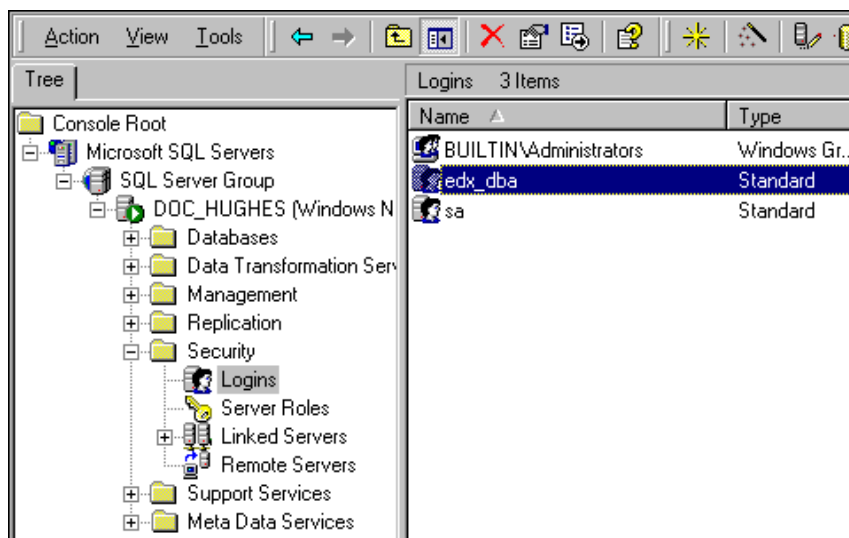 Action View Tools
Tree
Logins 3 Items
Console Root
Microsoft SQL Servers
SQL Server Group
DOC_HUGHES (Windows N
Databases
Data Transformation Serv
Management
Replication
Security
Logins
Server Roles
Linked Servers
Remote Servers
Support Services
Meta Data Services
Name Type
BUILTIN\Administrators Windows Gr...
edx_dba Standard
sa Standard